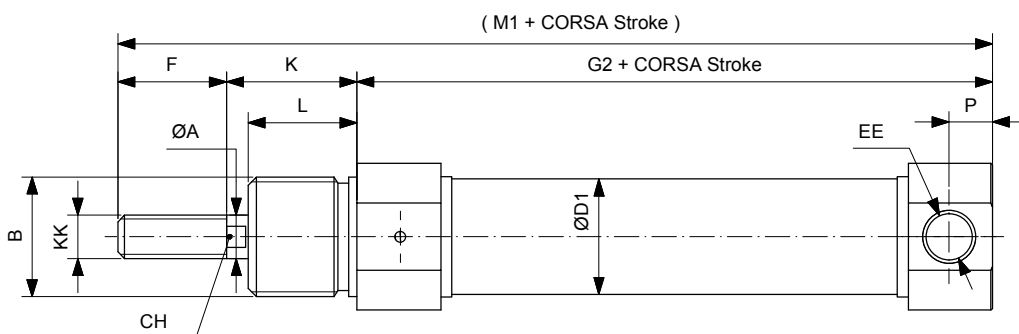 ( M1 + CORSA Stroke )
F
K
G2 + CORSA Stroke
L
P
ØA
EE
B
KK
ØD1
CH